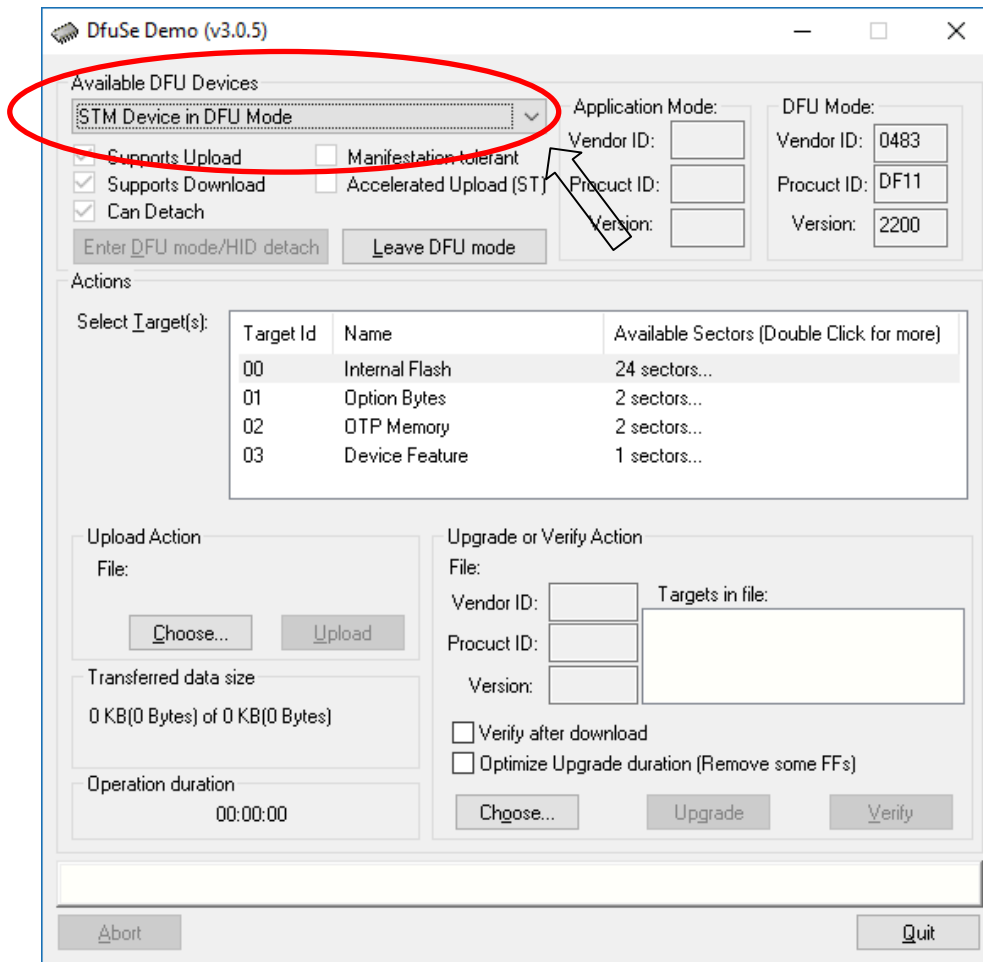 DfuSe Demo (v3.0.5)
Available DFU Devices
STM Device in DFU Mode
Supports Upload
Manifestation tolerant
Supports Download
Accelerated Upload (ST)
Can Detach
Enter DFU mode/HID detach
Leave DFU mode
Application Mode:
Vendor ID:
Procuct ID:
Version:
DFU Mode:
Vendor ID: 0483
Procuct ID: DF11
Version: 2200
Actions
Select Target(s):
Target Id Name Available Sectors (Double Click for more)
00 Internal Flash 24 sectors...
01 Option Bytes 2 sectors...
02 OTP Memory 2 sectors...
03 Device Feature 1 sectors...
Upload Action
File:
Choose... Upload
Transferred data size
0 KB(0 Bytes) of 0 KB(0 Bytes)
Operation duration
00:00:00
Upgrade or Verify Action
File:
Vendor ID:
Procuct ID:
Version:
Targets in file:
Verify after download
Optimize Upgrade duration (Remove some FFs)
Choose... Upgrade Verify
Abort Quit